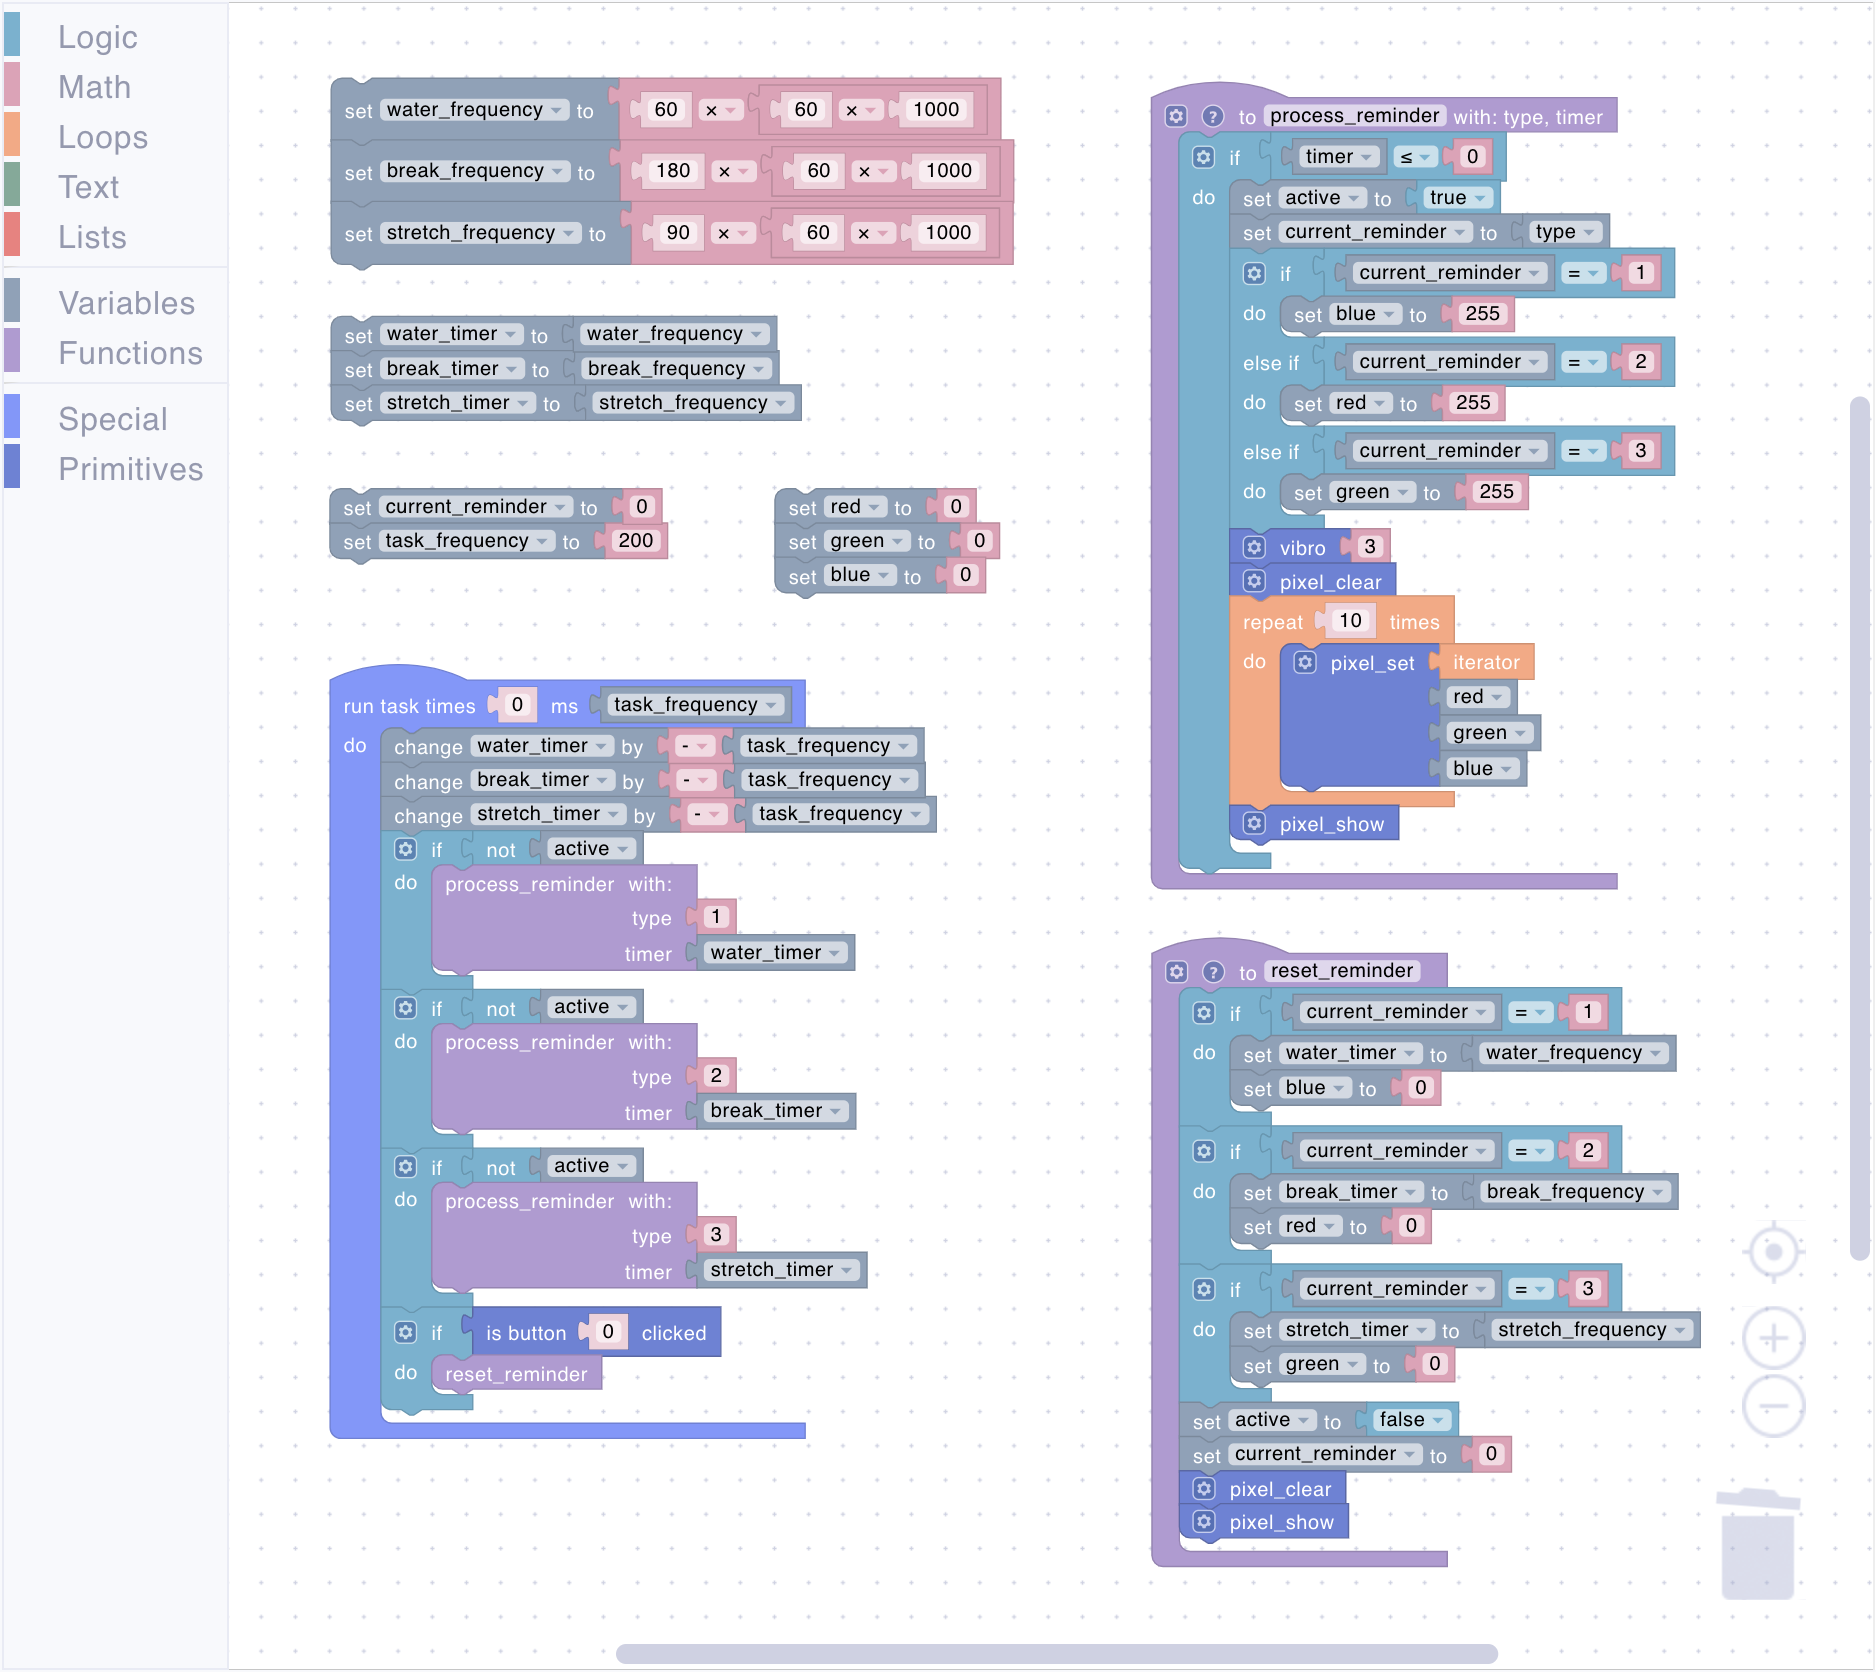 Logic
Math
Loops
Text
Lists
Variables
Functions
Special
Primitives
set water_frequency to 60 × 60 × 1000
set break_frequency to 180 × 60 × 1000
set stretch_frequency to 90 × 60 × 1000
set water_timer to water_frequency
set break_timer to break_frequency
set stretch_timer to stretch_frequency
set current_reminder to 0
set task_frequency to 200
set red to 0
set green to 0
set blue to 0
run task times 0 ms task_frequency
do change water_timer by - task_frequency
change break_timer by - task_frequency
change stretch_timer by - task_frequency
if not active
do process_reminder with:
type 1
timer water_timer
if not active
do process_reminder with:
type 2
timer break_timer
if not active
do process_reminder with:
type 3
timer stretch_timer
if is button 0 clicked
do reset_reminder
? to process_reminder with: type, timer
if timer ≤ 0
do set active to true
set current_reminder to type
if current_reminder = 1
do set blue to 255
else if current_reminder = 2
do set red to 255
else if current_reminder = 3
do set green to 255
vibro 3
pixel_clear
repeat 10 times
do pixel_set iterator
red
green
blue
pixel_show
? to reset_reminder
if current_reminder = 1
do set water_timer to water_frequency
set blue to 0
if current_reminder = 2
do set break_timer to break_frequency
set red to 0
if current_reminder = 3
do set stretch_timer to stretch_frequency
set green to 0
set active to false
set current_reminder to 0
pixel_clear
pixel_show